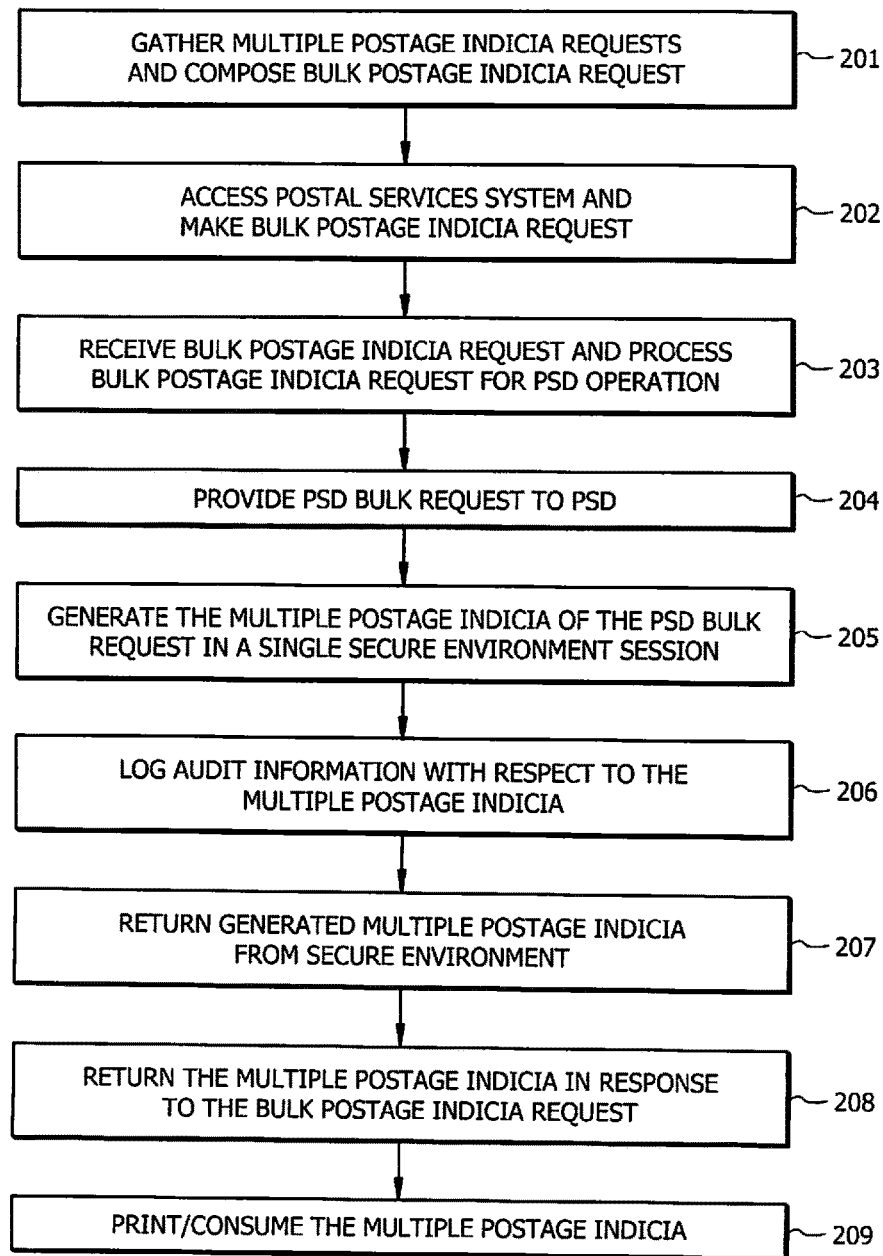 GATHER MULTIPLE POSTAGE INDICIA REQUESTS
AND COMPOSE BULK POSTAGE INDICIA REQUEST
201
ACCESS POSTAL SERVICES SYSTEM AND
MAKE BULK POSTAGE INDICIA REQUEST
202
RECEIVE BULK POSTAGE INDICIA REQUEST AND PROCESS
BULK POSTAGE INDICIA REQUEST FOR PSD OPERATION
203
PROVIDE PSD BULK REQUEST TO PSD
204
GENERATE THE MULTIPLE POSTAGE INDICIA OF THE PSD BULK
REQUEST IN A SINGLE SECURE ENVIRONMENT SESSION
205
LOG AUDIT INFORMATION WITH RESPECT TO THE
MULTIPLE POSTAGE INDICIA
206
RETURN GENERATED MULTIPLE POSTAGE INDICIA
FROM SECURE ENVIRONMENT
207
RETURN THE MULTIPLE POSTAGE INDICIA IN RESPONSE
TO THE BULK POSTAGE INDICIA REQUEST
208
PRINT/CONSUME THE MULTIPLE POSTAGE INDICIA
209